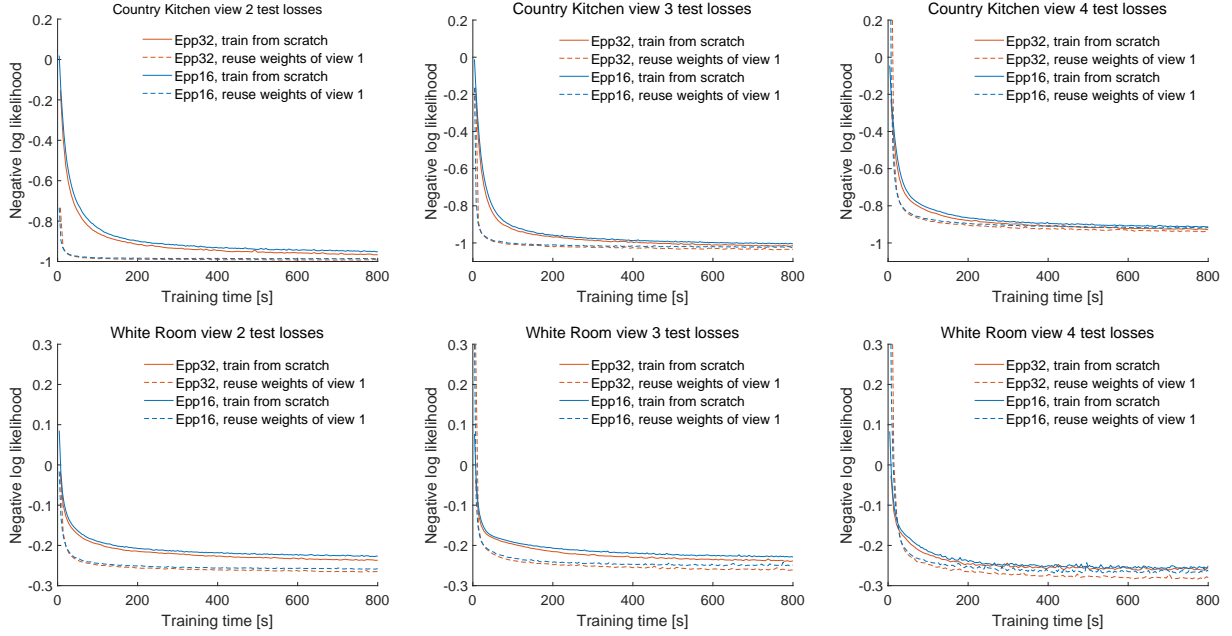 Country Kitchen view 2 test losses
Negative log likelihood
0.2
0
-0.2
-0.4
-0.6
-0.8
-1
Epp32, train from scratch
Epp32, reuse weights of view 1
Epp16, train from scratch
Epp16, reuse weights of view 1
0 200 400 600 800
Training time [s]
Country Kitchen view 3 test losses
Negative log likelihood
0.2
0
-0.2
-0.4
-0.6
-0.8
-1
Epp32, train from scratch
Epp32, reuse weights of view 1
Epp16, train from scratch
Epp16, reuse weights of view 1
0 200 400 600 800
Training time [s]
Country Kitchen view 4 test losses
Negative log likelihood
0.2
0
-0.2
-0.4
-0.6
-0.8
-1
Epp32, train from scratch
Epp32, reuse weights of view 1
Epp16, train from scratch
Epp16, reuse weights of view 1
0 200 400 600 800
Training time [s]
White Room view 2 test losses
Negative log likelihood
0.3
0.2
0.1
0
-0.1
-0.2
-0.3
Epp32, train from scratch
Epp32, reuse weights of view 1
Epp16, train from scratch
Epp16, reuse weights of view 1
0 200 400 600 800
Training time [s]
White Room view 3 test losses
Negative log likelihood
0.3
0.2
0.1
0
-0.1
-0.2
-0.3
Epp32, train from scratch
Epp32, reuse weights of view 1
Epp16, train from scratch
Epp16, reuse weights of view 1
0 200 400 600 800
Training time [s]
White Room view 4 test losses
Negative log likelihood
0.3
0.2
0.1
0
-0.1
-0.2
-0.3
Epp32, train from scratch
Epp32, reuse weights of view 1
Epp16, train from scratch
Epp16, reuse weights of view 1
0 200 400 600 800
Training time [s]